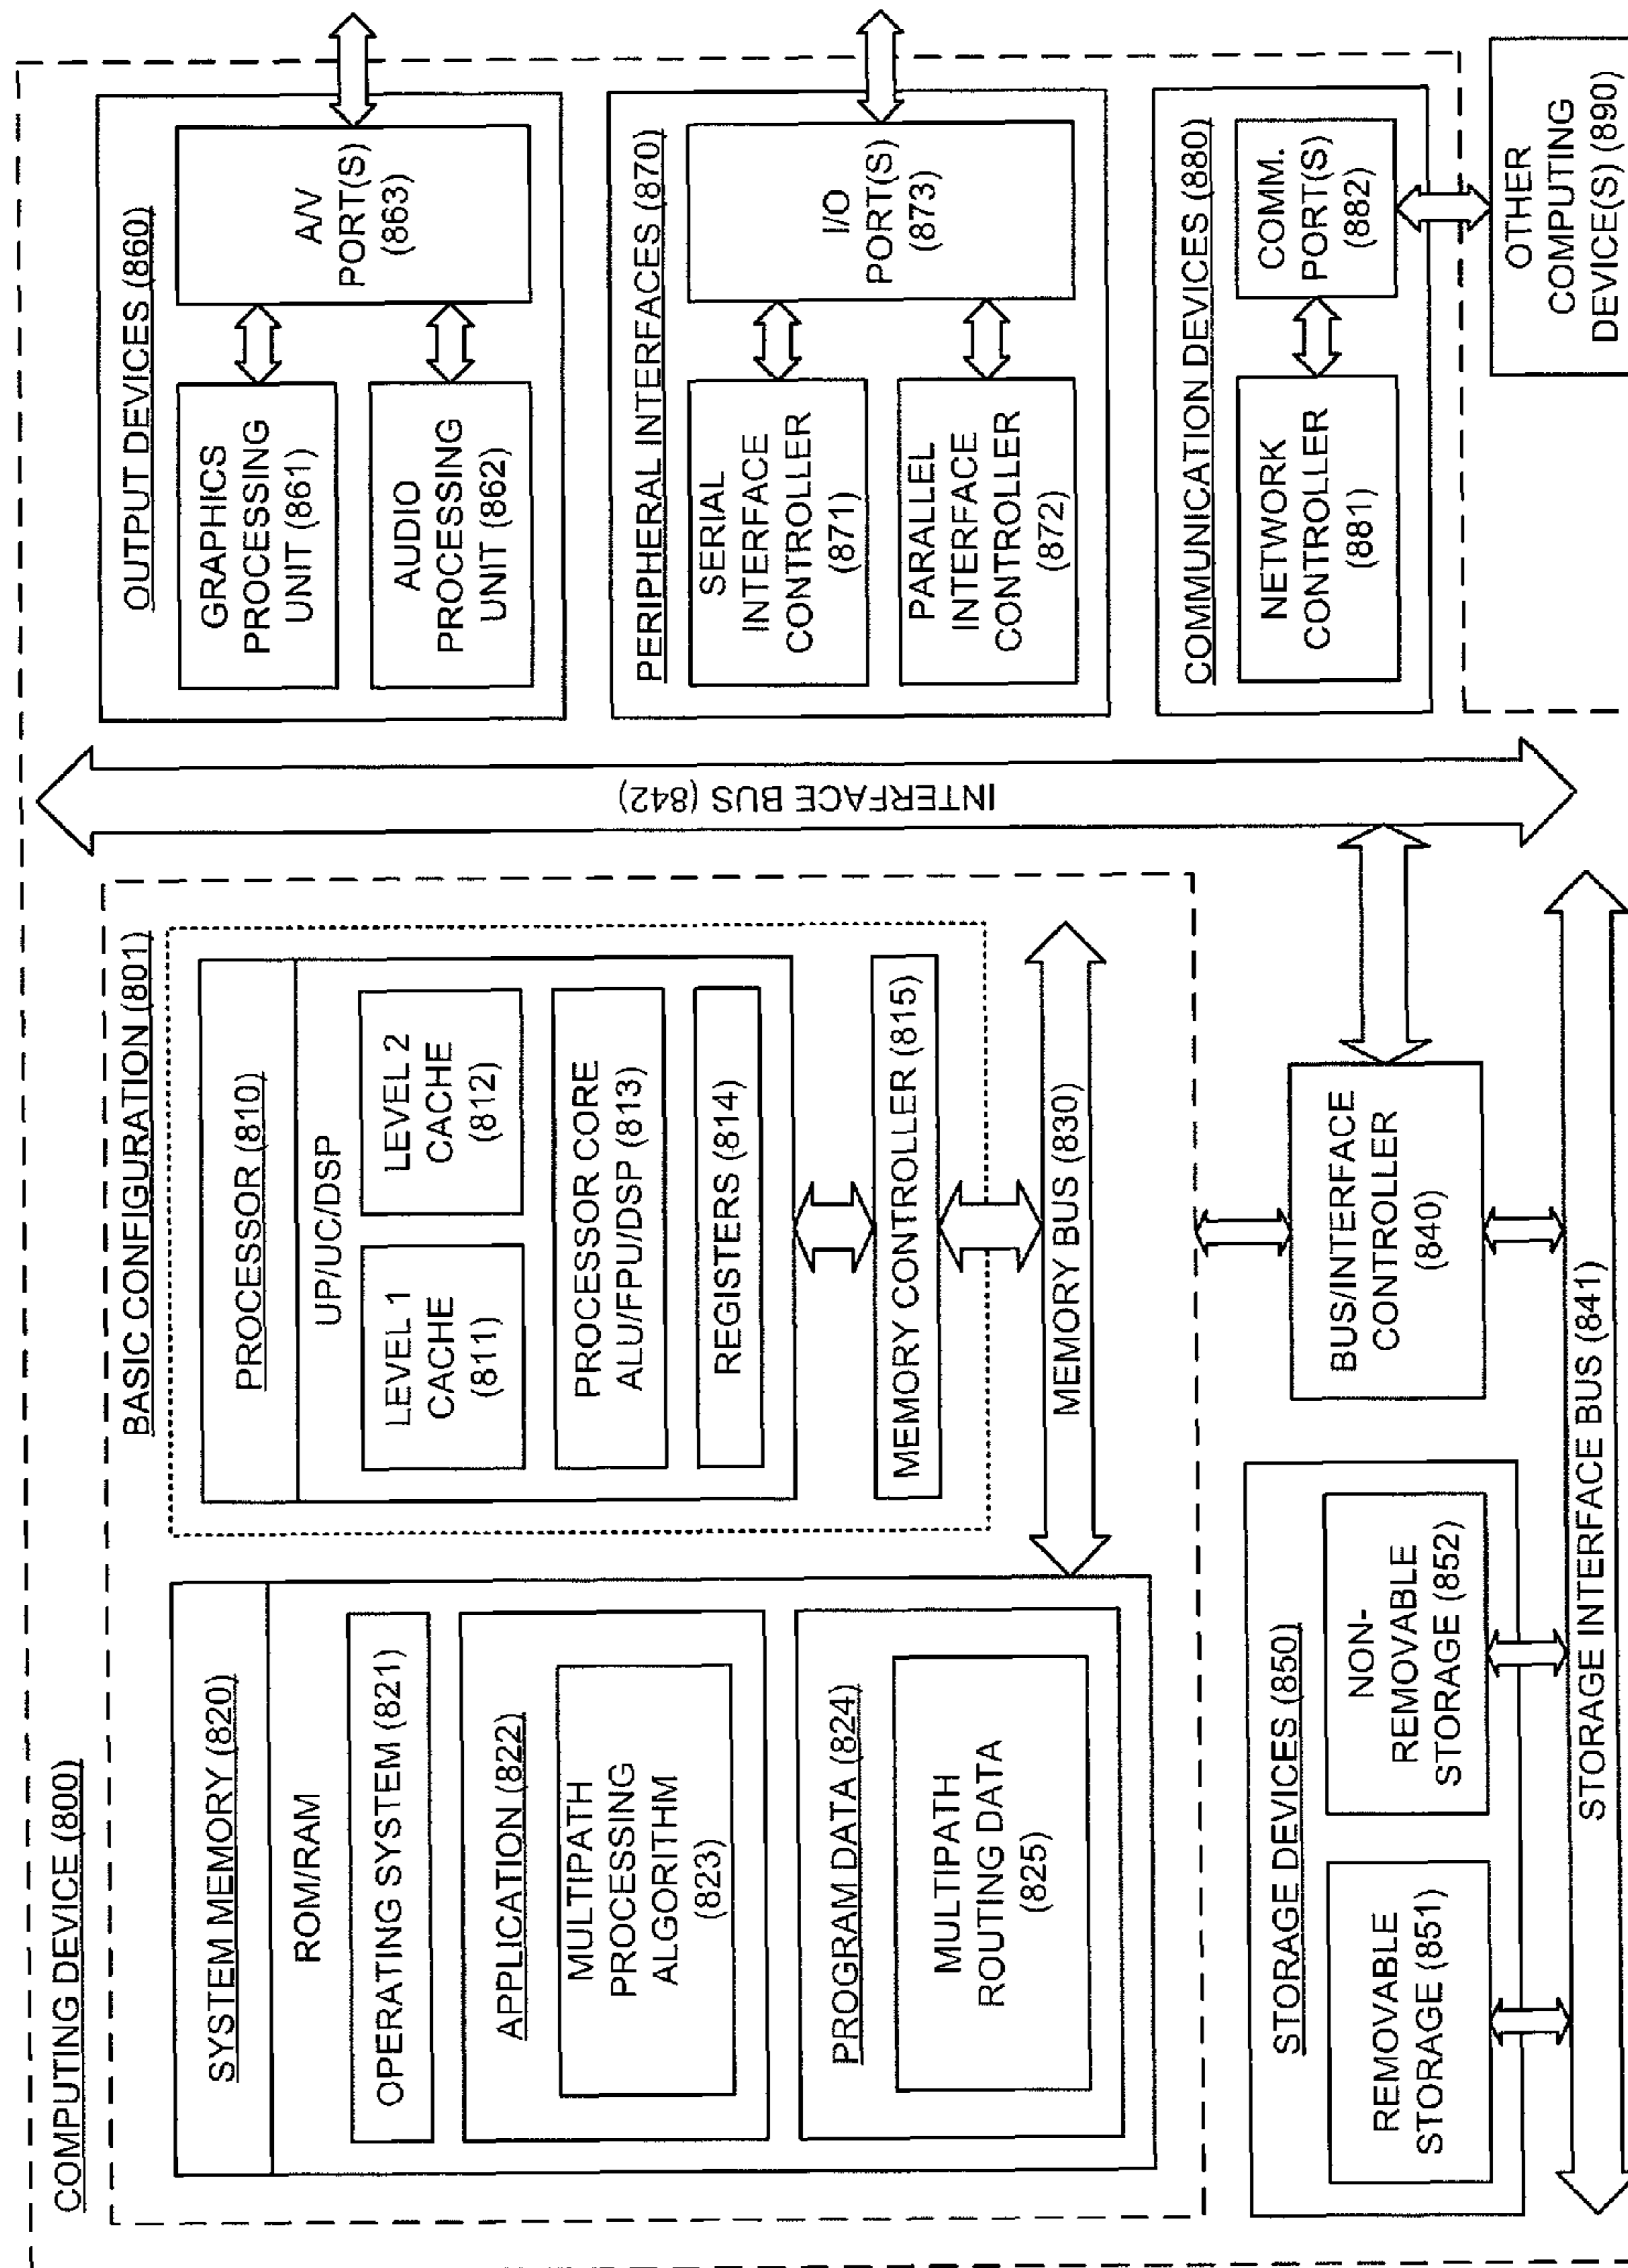 COMPUTING DEVICE (800)
BASIC CONFIGURATION (801)
SYSTEM MEMORY (820)
ROM/RAM
OPERATING SYSTEM (821)
APPLICATION (822)
MULTIPATH
PROCESSING
ALGORITHM
(823)
PROGRAM DATA (824)
MULTIPATH
ROUTING DATA
(825)
PROCESSOR (810)
UP/UC/DSP
LEVEL 1
CACHE
(811)
LEVEL 2
CACHE
(812)
PROCESSOR CORE
ALU/FPU/DSP (813)
REGISTERS (814)
MEMORY CONTROLLER (815)
MEMORY BUS (830)
BUS/INTERFACE
CONTROLLER
(840)
STORAGE DEVICES (850)
REMOVABLE
STORAGE (851)
NON-
REMOVABLE
STORAGE (852)
STORAGE INTERFACE BUS (841)
INTERFACE BUS (842)
OUTPUT DEVICES (860)
GRAPHICS
PROCESSING
UNIT (861)
AUDIO
PROCESSING
UNIT (862)
A/V
PORT(S)
(863)
PERIPHERAL INTERFACES (870)
SERIAL
INTERFACE
CONTROLLER
(871)
PARALLEL
INTERFACE
CONTROLLER
(872)
I/O
PORT(S)
(873)
COMMUNICATION DEVICES (880)
NETWORK
CONTROLLER
(881)
COMM.
PORT(S)
(882)
OTHER
COMPUTING
DEVICE(S) (890)